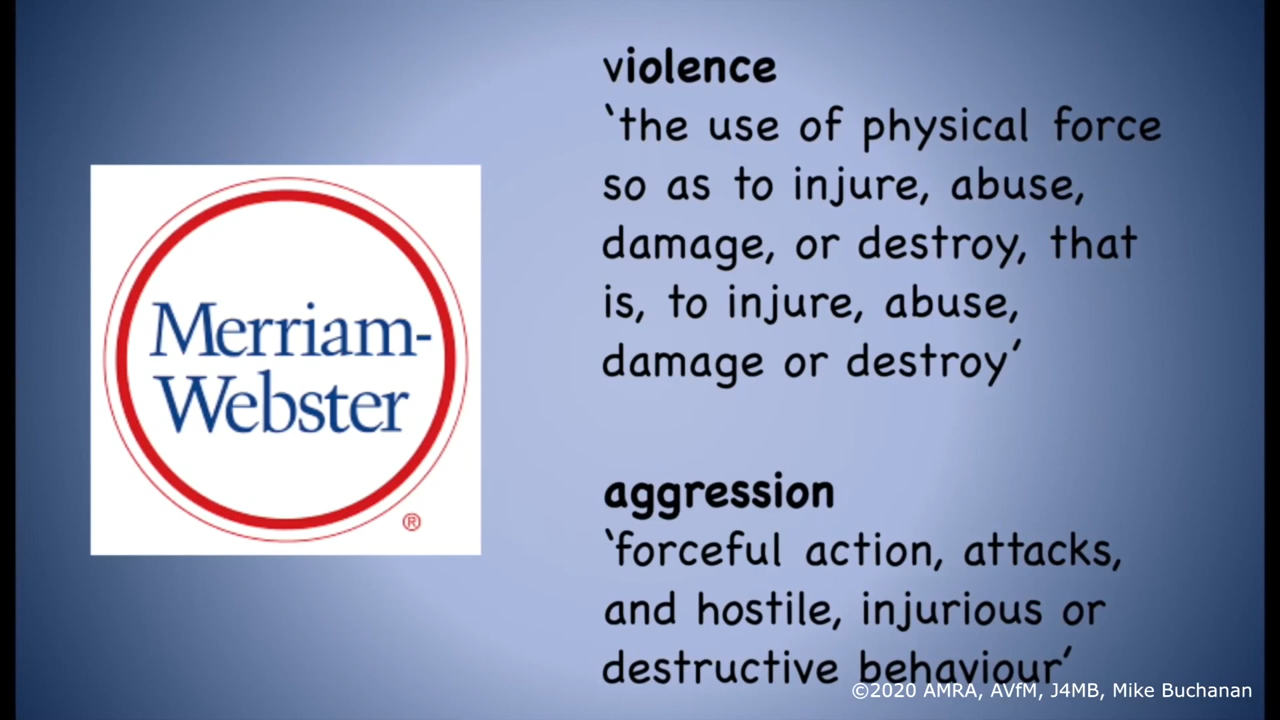 Merriam-
Webster
®
violence
‘the use of physical force
so as to injure, abuse,
damage, or destroy, that
is, to injure, abuse,
damage or destroy’
aggression
‘forceful action, attacks,
and hostile, injurious or
destructive behaviour’
©2020 AMRA, AVfM, J4MB, Mike Buchanan